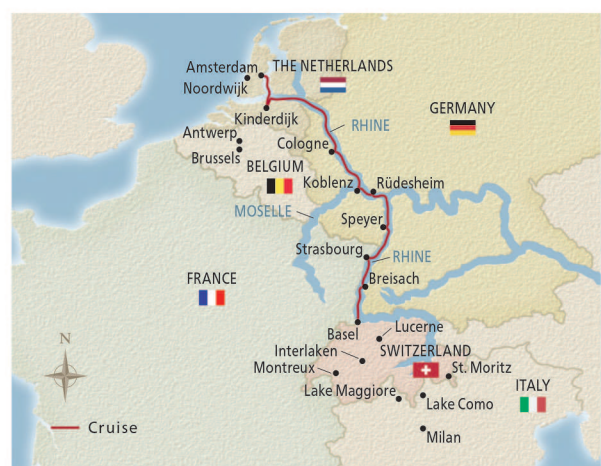 Amsterdam
THE NETHERLANDS
Noordwijk
Kinderdijk
GERMANY
RHINE
Antwerp
Cologne
Brussels
BELGIUM
Koblenz
Rüdesheim
MOSELLE
Speyer
Strasbourg
RHINE
FRANCE
Breisach
Basel
Lucerne
N
Interlaken
SWITZERLAND
Montreux
St. Moritz
Lake Maggiore
ITALY
Lake Como
Cruise
Milan